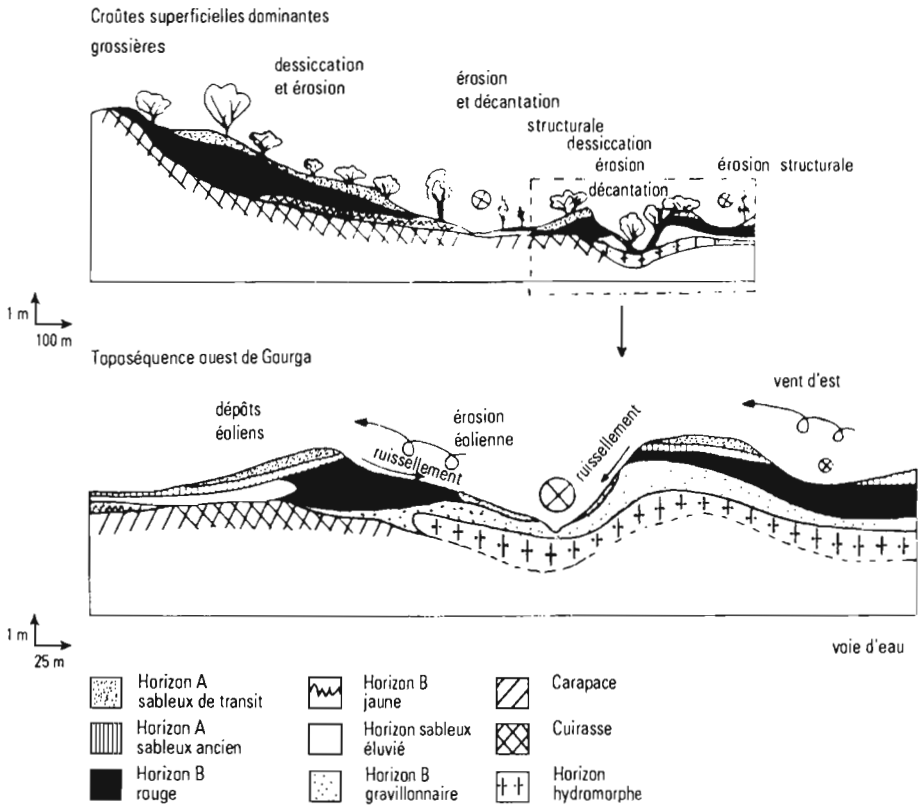 Croûtes superficielles dominantes
grossières
dessiccation
et érosion
érosion
et décantation
structurale
dessiccation
érosion
décantation
érosion structurale
1 m
100 m
Toposéquence ouest de Gourga
dépôts
éoliens
érosion
éolienne
ruissellement
ruissellement
vent d'est
1 m
25 m
voie d'eau
Horizon A
sableux de transit
Horizon A
sableux ancien
Horizon B
rouge
Horizon B
jaune
Horizon sableux
éluvié
Horizon B
gravillonnaire
Carapace
Cuirasse
Horizon
hydromorphe